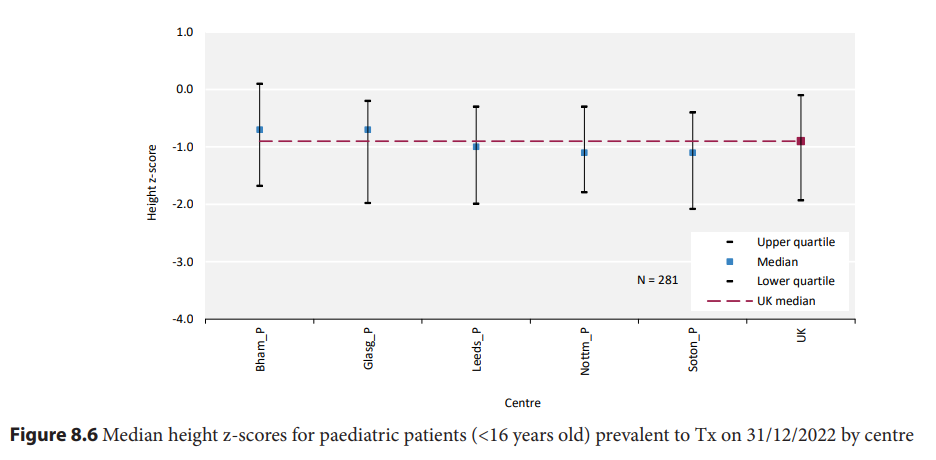 1.0
0.0
-1.0
-2.0
-3.0
-4.0
Height z-score
N = 281
Upper quartile
Median
Lower quartile
UK median
Bham_P
Glasg_P
Leeds_P
Nottm_P
Soton_P
UK
Centre
Figure 8.6 Median height z-scores for paediatric patients (<16 years old) prevalent to Tx on 31/12/2022 by centre